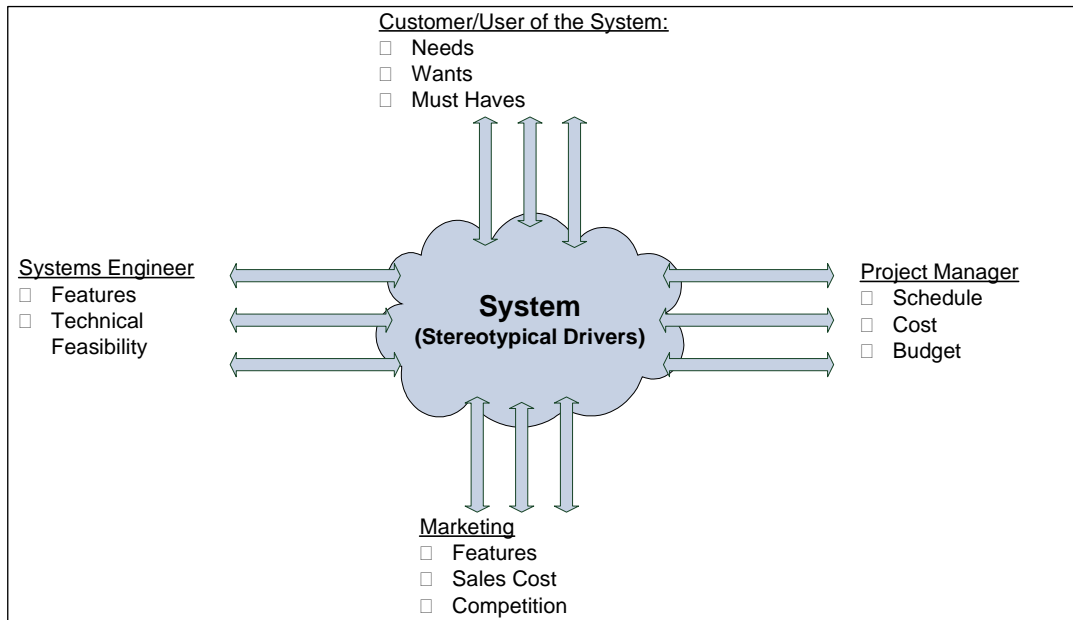 Customer/User of the System:
Needs
Wants
Must Haves
Systems Engineer
Features
Technical
Feasibility
System
(Stereotypical Drivers)
Project Manager
Schedule
Cost
Budget
Marketing
Features
Sales Cost
Competition